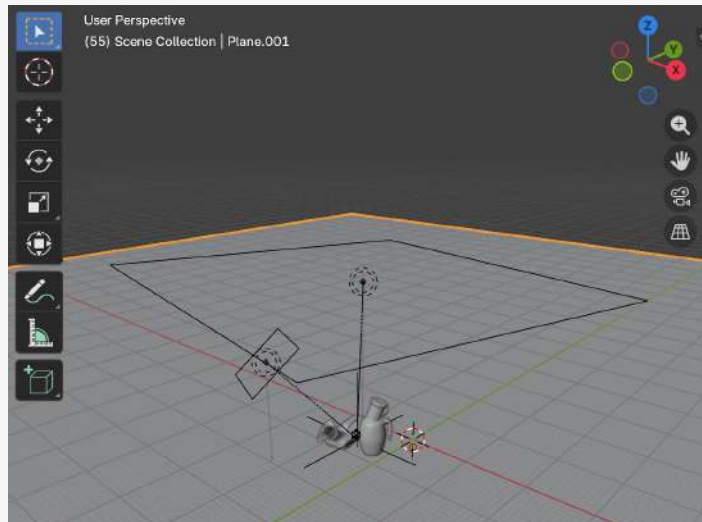 User Perspective
(55) Scene Collection | Plane.001
Z
Y
X